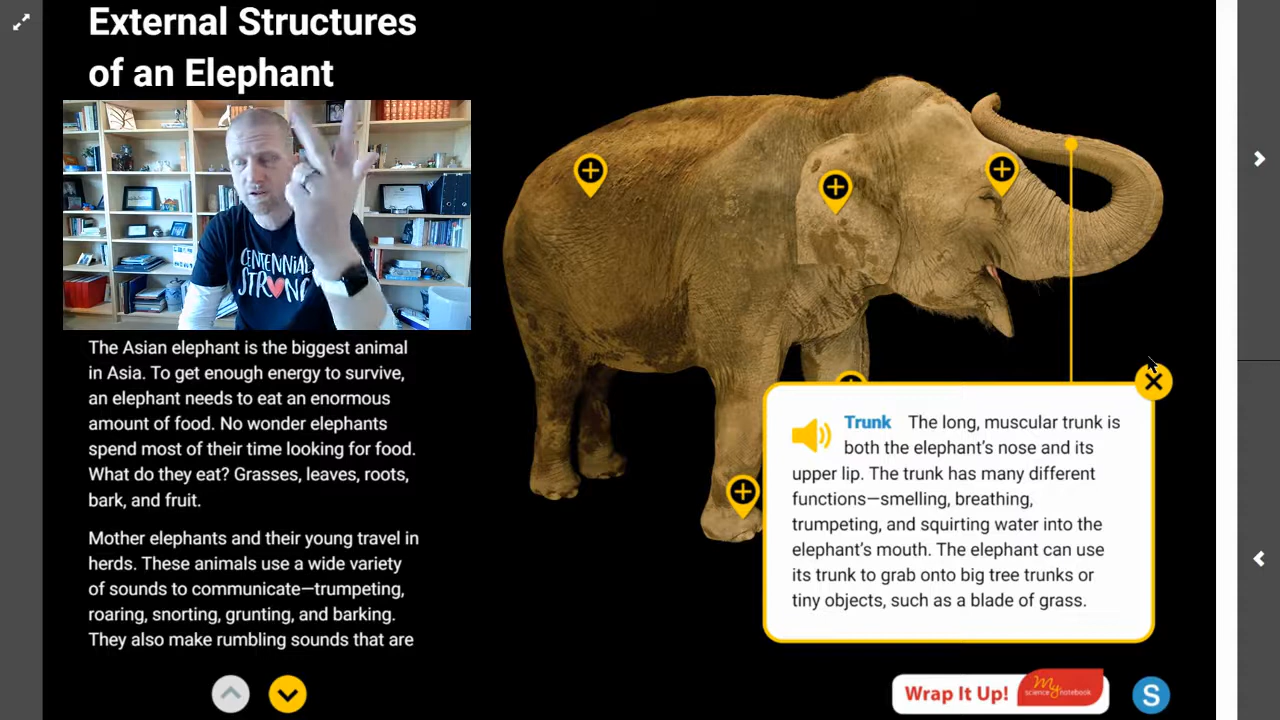 External Structures
of an Elephant
CENTENNIAL
STRONG
The Asian elephant is the biggest animal
in Asia. To get enough energy to survive,
an elephant needs to eat an enormous
amount of food. No wonder elephants
spend most of their time looking for food.
What do they eat? Grasses, leaves, roots,
bark, and fruit.
Mother elephants and their young travel in
herds. These animals use a wide variety
of sounds to communicate—trumpeting,
roaring, snorting, grunting, and barking.
They also make rumbling sounds that are
Trunk The long, muscular trunk is
both the elephant's nose and its
upper lip. The trunk has many different
functions—smelling, breathing,
trumpeting, and squirting water into the
elephant's mouth. The elephant can use
its trunk to grab onto big tree trunks or
tiny objects, such as a blade of grass.
Wrap It Up!
My
science notebook
S